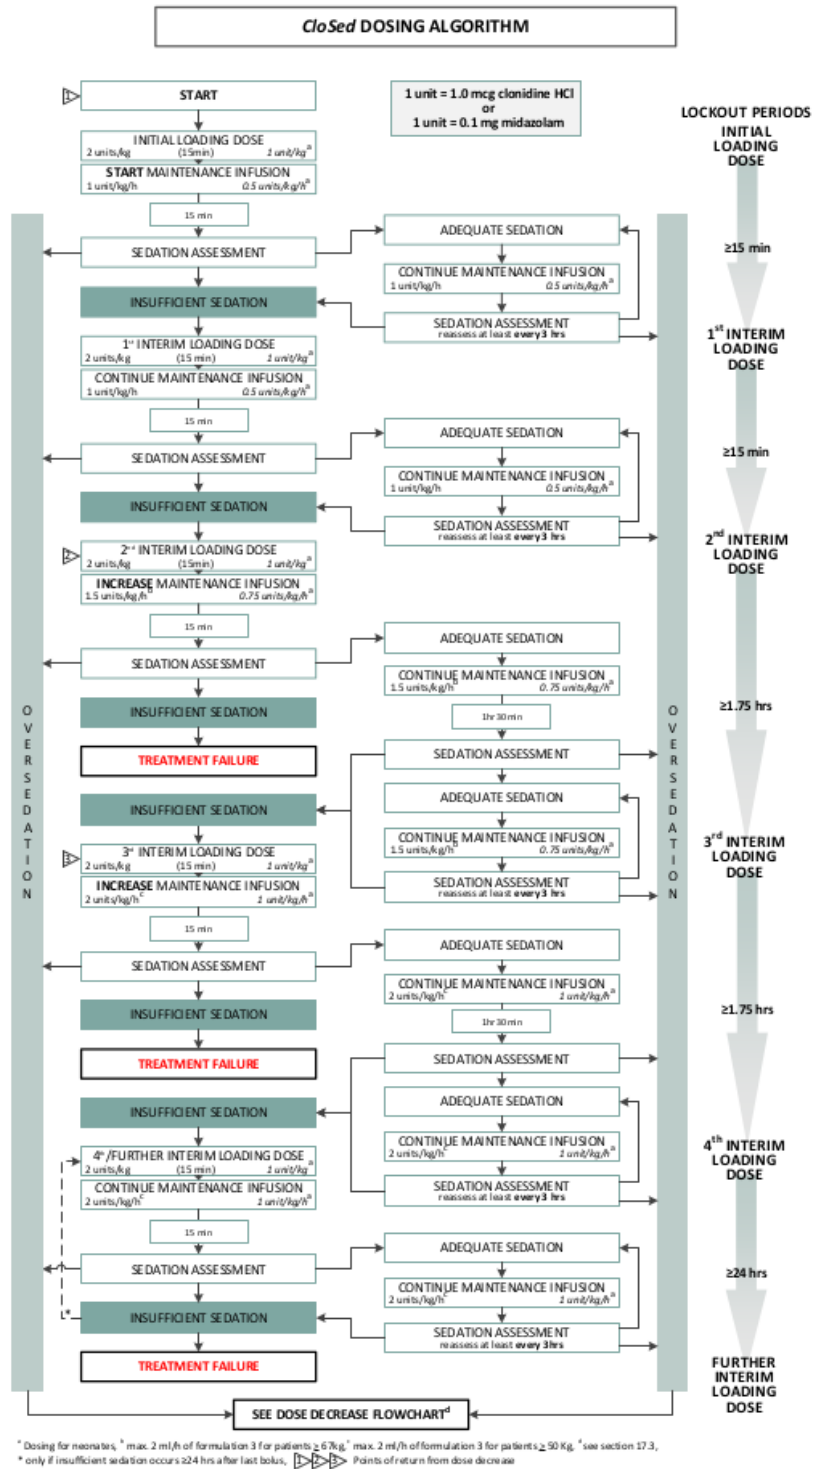 CloSed DOSING ALGORITHM
1
START
1 unit = 1.0 mcg clonidine HCl
or
1 unit = 0.1 mg midazolam
LOCKOUT PERIODS
INITIAL
LOADING
DOSE
INITIAL LOADING DOSE
2 units/kg (15min) 1 unit/kg a
START MAINTENANCE INFUSION
1 unit/kg/h 0.5 units/kg/h a
15 min
SEDATION ASSESSMENT
ADEQUATE SEDATION
CONTINUE MAINTENANCE INFUSION
1 unit/kg/h 0.5 units/kg/h a
SEDATION ASSESSMENT
reassess at least every 3 hrs
≥15 min
INSUFFICIENT SEDATION
1st INTERIM LOADING DOSE
2 units/kg (15 min) 1 unit/kg a
CONTINUE MAINTENANCE INFUSION
1 unit/kg/h 0.5 units/kg/h a
15 min
1st INTERIM
LOADING
DOSE
SEDATION ASSESSMENT
ADEQUATE SEDATION
CONTINUE MAINTENANCE INFUSION
1 unit/kg/h 0.5 units/kg/h a
SEDATION ASSESSMENT
reassess at least every 3 hrs
≥15 min
INSUFFICIENT SEDATION
2
2nd INTERIM LOADING DOSE
2 units/kg (15min) 1 unit/kg a
INCREASE MAINTENANCE INFUSION
1.5 units/kg/h b 0.75 units/kg/h a
15 min
2nd INTERIM
LOADING
DOSE
SEDATION ASSESSMENT
ADEQUATE SEDATION
CONTINUE MAINTENANCE INFUSION
1.5 units/kg/h b 0.75 units/kg/h a
1hr 30 min
≥1.75 hrs
INSUFFICIENT SEDATION
TREATMENT FAILURE
SEDATION ASSESSMENT
ADEQUATE SEDATION
CONTINUE MAINTENANCE INFUSION
1.5 units/kg/h b 0.75 units/kg/h a
SEDATION ASSESSMENT
reassess at least every 3 hrs
OVERSEDATION
OVERSEDATION
INSUFFICIENT SEDATION
3
3rd INTERIM LOADING DOSE
2 units/kg (15 min) 1 unit/kg a
INCREASE MAINTENANCE INFUSION
2 units/kg/h c 1 unit/kg/h a
15 min
3rd INTERIM
LOADING
DOSE
SEDATION ASSESSMENT
ADEQUATE SEDATION
CONTINUE MAINTENANCE INFUSION
2 units/kg/h c 1 unit/kg/h a
1hr 30 min
≥1.75 hrs
INSUFFICIENT SEDATION
TREATMENT FAILURE
SEDATION ASSESSMENT
ADEQUATE SEDATION
CONTINUE MAINTENANCE INFUSION
2 units/kg/h c 1 unit/kg/h a
SEDATION ASSESSMENT
reassess at least every 3 hrs
INSUFFICIENT SEDATION
4th/FURTHER INTERIM LOADING DOSE
2 units/kg (15 min) 1 unit/kg a
CONTINUE MAINTENANCE INFUSION
2 units/kg/h c 1 unit/kg/h a
15 min
4th INTERIM
LOADING
DOSE
SEDATION ASSESSMENT
ADEQUATE SEDATION
CONTINUE MAINTENANCE INFUSION
2 units/kg/h c 1 unit/kg/h a
SEDATION ASSESSMENT
reassess at least every 3hrs
≥24 hrs
*
INSUFFICIENT SEDATION
TREATMENT FAILURE
FURTHER
INTERIM
LOADING
DOSE
SEE DOSE DECREASE FLOWCHART d
a Dosing for neonates, b max. 2 ml/h of formulation 3 for patients ≥ 67kg, c max. 2 ml/h of formulation 3 for patients ≥ 50 Kg, d see section 17.3,
* only if insufficient sedation occurs ≥24 hrs after last bolus, 1 2 3 Points of return from dose decrease